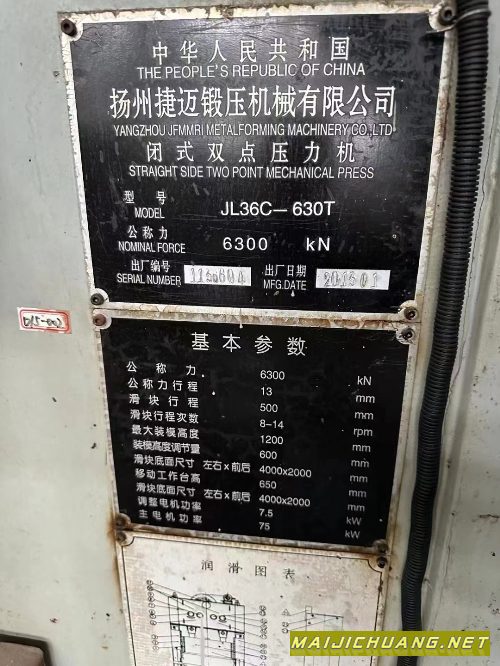 中华人民共和国
THE PEOPLE'S REPUBLIC OF CHINA
扬州捷迈锻压机械有限公司
YANGZHOU JFMMRI METALFORMING MACHINERY CO.,LTD
闭式双点压力机
STRAIGHT SIDE TWO POINT MECHANICAL PRESS
型号
MODEL JL36C-630T
公称力
NOMINAL FORCE 6300 kN
出厂编号 出厂日期
SERIAL NUMBER MFG.DATE 201501
基本参数
公称力 6300 kN
公称力行程 13 mm
滑块行程 500 mm
滑块行程次数 8-14 rpm
最大装模高度 1200 mm
装模高度调节量 600 mm
滑块底面尺寸 左右x前后 4000x2000 mm
移动工作台高 650 mm
滑块底面尺寸 左右x前后 4000x2000 mm
调整电机功率 7.5 kW
主电机功率 75 kW
润滑图表
MAIJICHUANG.NET